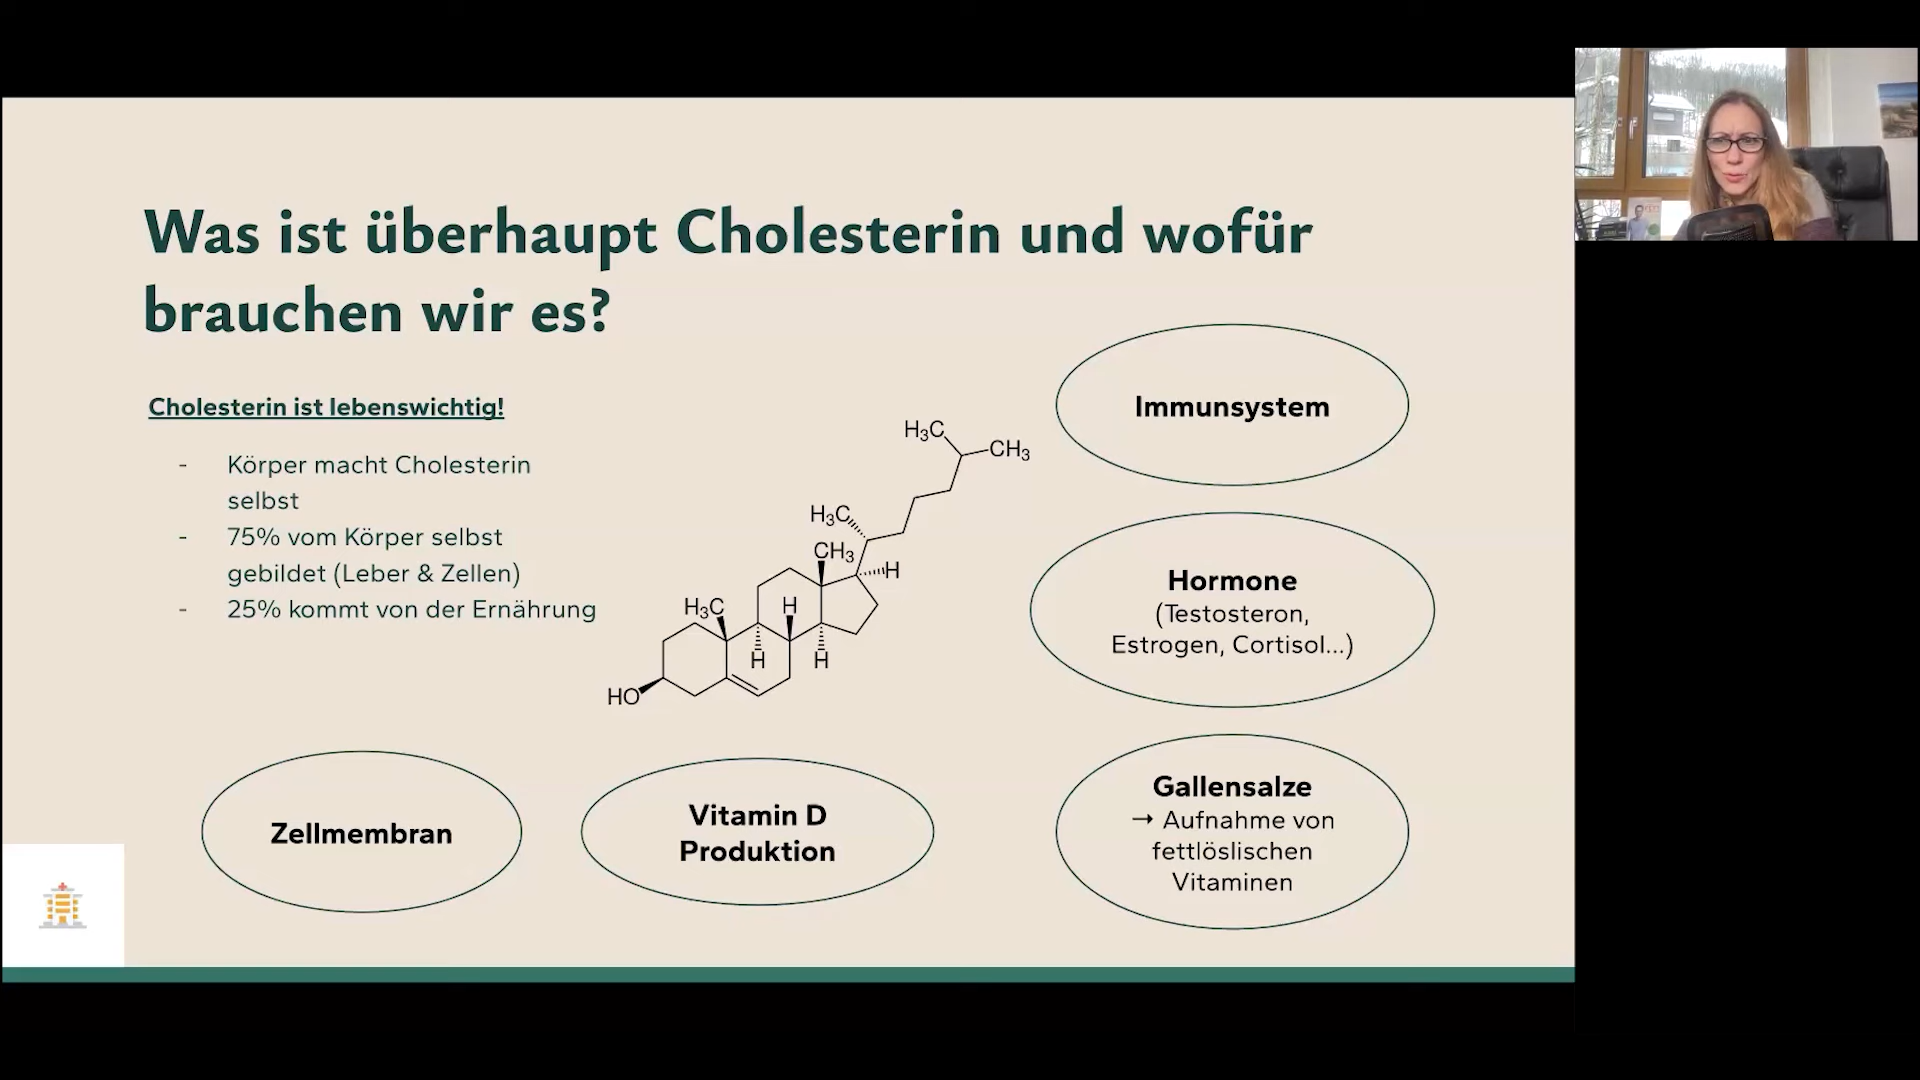 Was ist überhaupt Cholesterin und wofür
brauchen wir es?
Cholesterin ist lebenswichtig!
- Körper macht Cholesterin
selbst
- 75% vom Körper selbst
gebildet (Leber & Zellen)
- 25% kommt von der Ernährung
H₃C
CH₃
H₃C
CH₃
H
H₃C
H
H
H
HO
Immunsystem
Hormone
(Testosteron,
Estrogen, Cortisol...)
Gallensalze
→ Aufnahme von
fettlöslischen
Vitaminen
Zellmembran
Vitamin D
Produktion